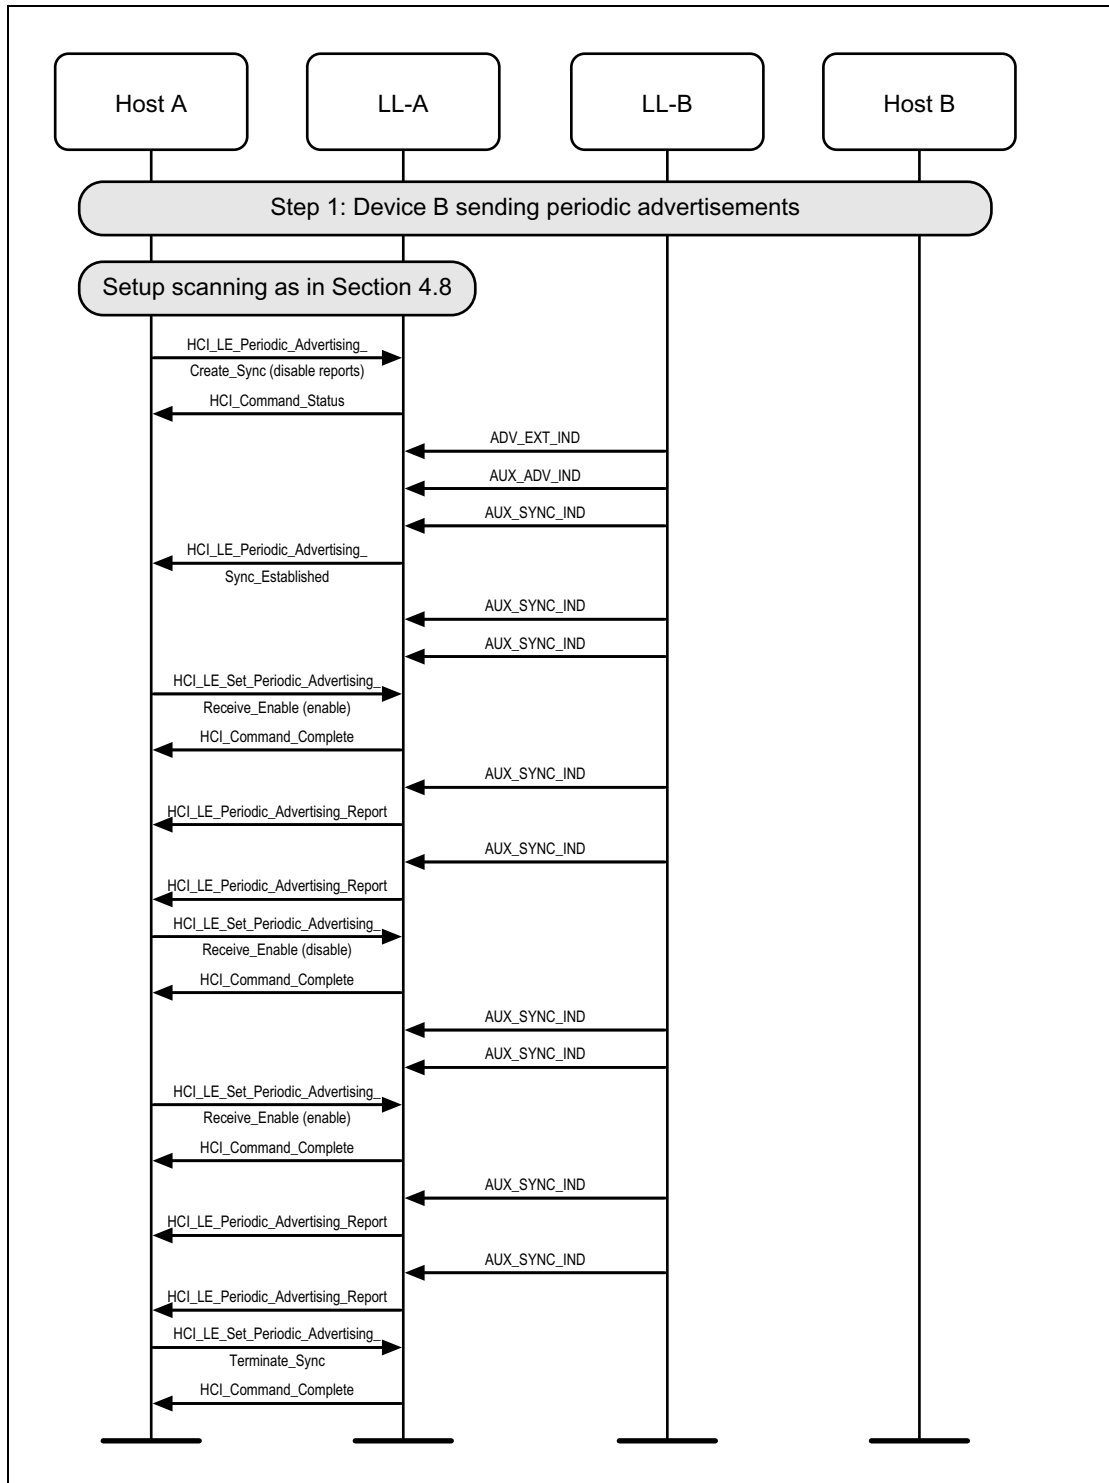 Host A
LL-A
LL-B
Host B
Step 1: Device B sending periodic advertisements
Setup scanning as in Section 4.8
HCI_LE_Periodic_Advertising_
Create_Sync (disable reports)
HCI_Command_Status
ADV_EXT_IND
AUX_ADV_IND
AUX_SYNC_IND
HCI_LE_Periodic_Advertising_
Sync_Established
AUX_SYNC_IND
AUX_SYNC_IND
HCI_LE_Set_Periodic_Advertising_
Receive_Enable (enable)
HCI_Command_Complete
AUX_SYNC_IND
HCI_LE_Periodic_Advertising_Report
AUX_SYNC_IND
HCI_LE_Periodic_Advertising_Report
HCI_LE_Set_Periodic_Advertising_
Receive_Enable (disable)
HCI_Command_Complete
AUX_SYNC_IND
AUX_SYNC_IND
HCI_LE_Set_Periodic_Advertising_
Receive_Enable (enable)
HCI_Command_Complete
AUX_SYNC_IND
HCI_LE_Periodic_Advertising_Report
AUX_SYNC_IND
HCI_LE_Periodic_Advertising_Report
HCI_LE_Set_Periodic_Advertising_
Terminate_Sync
HCI_Command_Complete